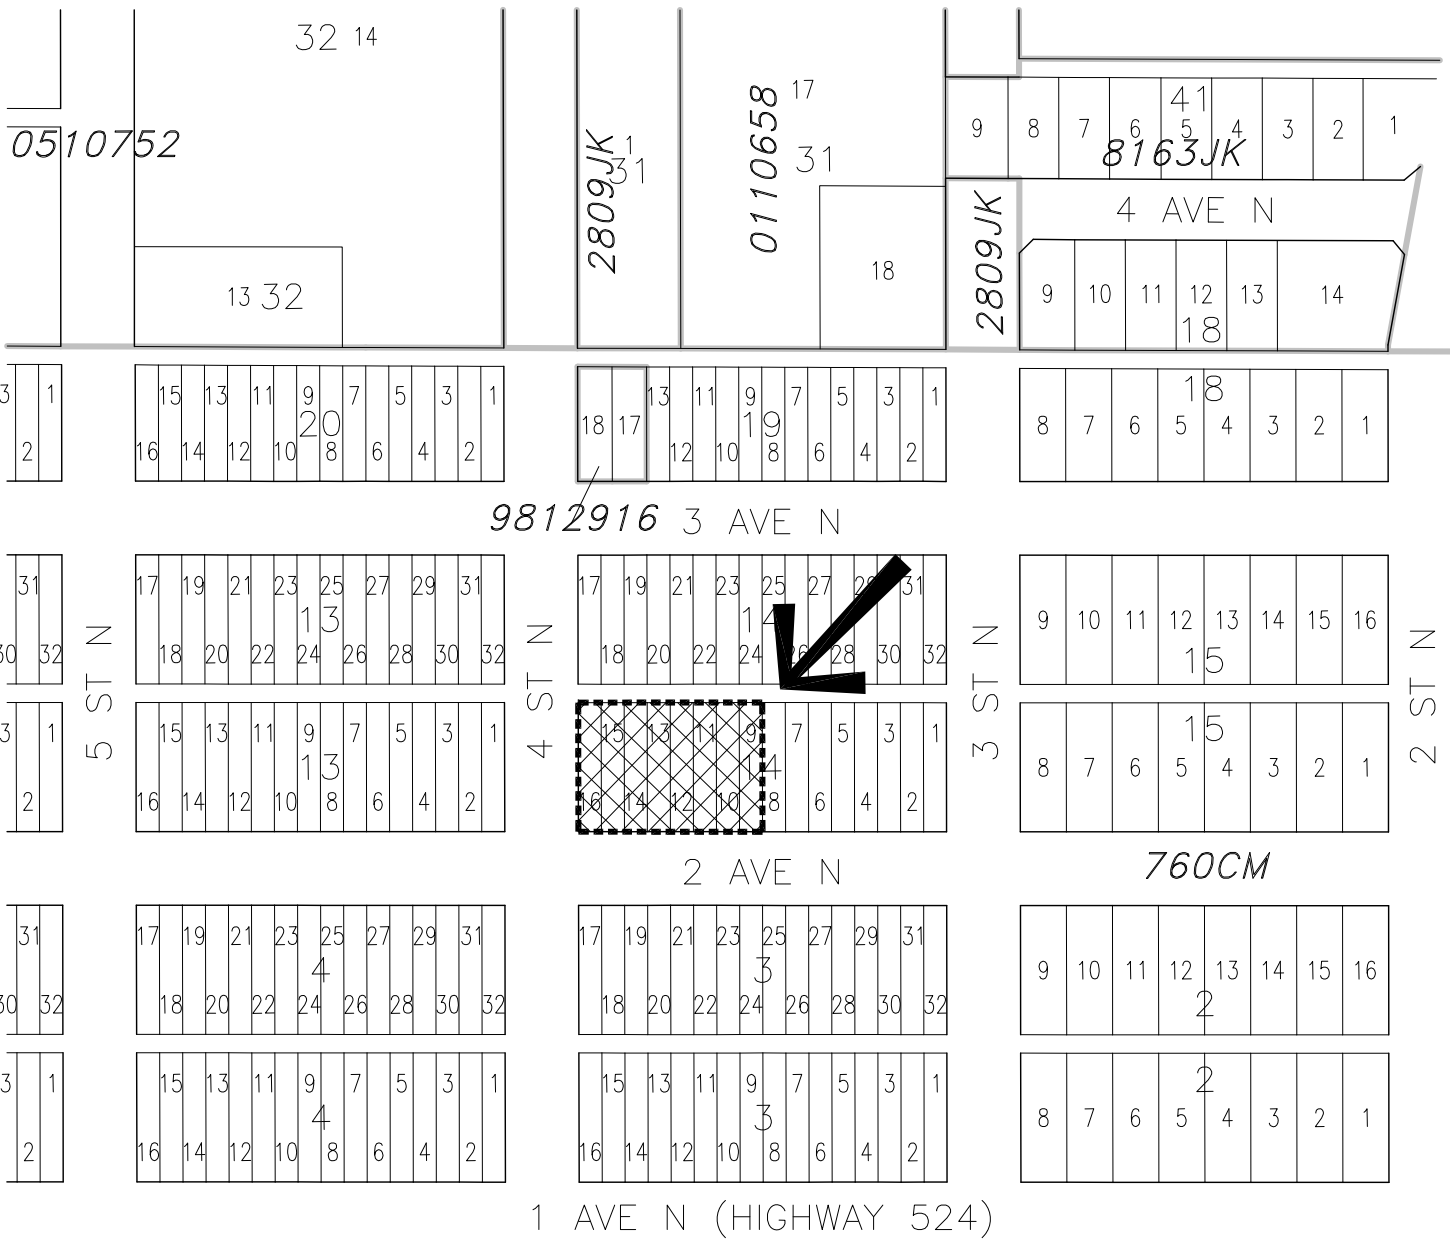 32 14
17
41
9 8 7 6 5 4 3 2 1
0510752
1
31
2809JK
0110658
31
8163JK
4 AVE N
2809JK
18
13 32
9 10 11 12 13 14
18
3 1
15 13 11 9 7 5 3 1
13 11 9 7 5 3 1
18
20
18 17
19
8 7 6 5 4 3 2 1
2
16 14 12 10 8 6 4 2
12 10 8 6 4 2
9812916
3 AVE N
31
17 19 21 23 25 27 29 31
17 19 21 23 25 27 29 31
13
14
9 10 11 12 13 14 15 16
30 32
18 20 22 24 26 28 30 32
18 20 22 24 26 28 30 32
15
5 ST N
4 ST N
3 ST N
2 ST N
3 1
15 13 11 9 7 5 3 1
15 13 11 9 7 5 3 1
15
13
14
8 7 6 5 4 3 2 1
2
16 14 12 10 8 6 4 2
16 14 12 10 8 6 4 2
2 AVE N
760CM
31
17 19 21 23 25 27 29 31
17 19 21 23 25 27 29 31
4
3
9 10 11 12 13 14 15 16
30 32
18 20 22 24 26 28 30 32
18 20 22 24 26 28 30 32
2
3 1
15 13 11 9 7 5 3 1
15 13 11 9 7 5 3 1
2
4
3
8 7 6 5 4 3 2 1
2
16 14 12 10 8 6 4 2
16 14 12 10 8 6 4 2
1 AVE N (HIGHWAY 524)